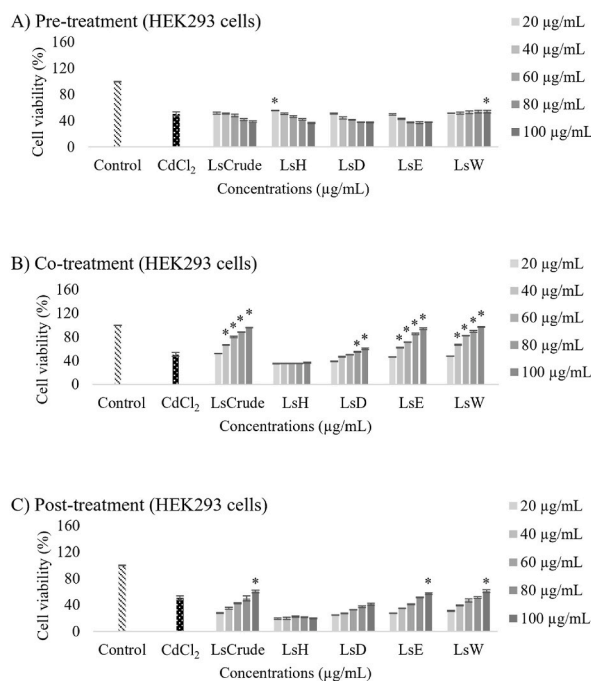 A) Pre-treatment (HEK293 cells)
Cell viability (%)
160
120
80
40
0
*
*
Control CdCl₂ LsCrude LsH LsD LsE LsW
Concentrations (µg/mL)
20 µg/mL
40 µg/mL
60 µg/mL
80 µg/mL
100 µg/mL
B) Co-treatment (HEK293 cells)
Cell viability (%)
160
120
80
40
0
* * * *
* *
* * * *
* * * *
Control CdCl₂ LsCrude LsH LsD LsE LsW
Concentrations (µg/mL)
20 µg/mL
40 µg/mL
60 µg/mL
80 µg/mL
100 µg/mL
C) Post-treatment (HEK293 cells)
Cell viability (%)
160
120
80
40
0
*
*
*
Control CdCl₂ LsCrude LsH LsD LsE LsW
Concentrations (µg/mL)
20 µg/mL
40 µg/mL
60 µg/mL
80 µg/mL
100 µg/mL